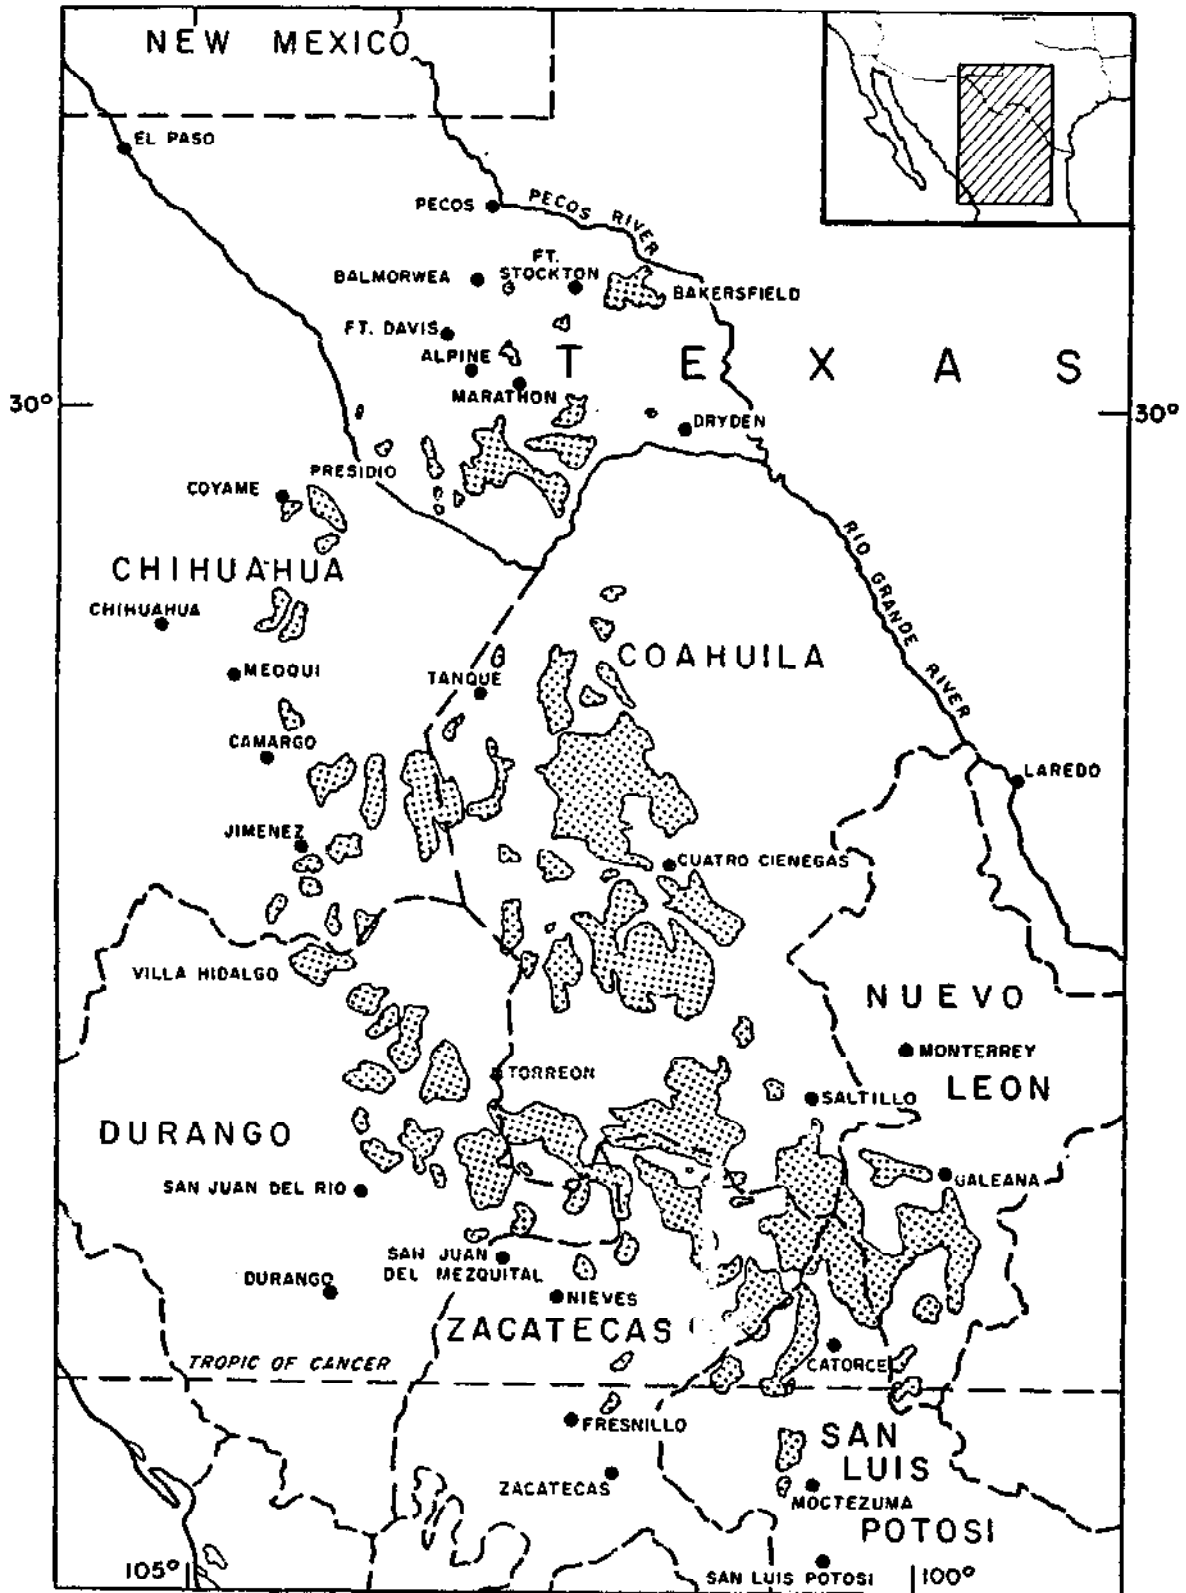 NEW MEXICO
EL PASO
PECOS
PECOS RIVER
FT.
STOCKTON
BALMORWEA
BAKERSFIELD
FT. DAVIS
ALPINE
TEXAS
MARATHON
30°
30°
DRYDEN
PRESIDIO
COYAME
RIO GRANDE RIVER
CHIHUAHUA
CHIHUAHUA
COAHUILA
MEOQUI
TANQUE
CAMARGO
LAREDO
JIMENEZ
CUATRO CIENEGAS
VILLA HIDALGO
NUEVO
LEON
MONTERREY
TORREON
SALTILLO
DURANGO
GALEANA
SAN JUAN DEL RIO
SAN JUAN
DEL MEZQUITAL
DURANGO
NIEVES
ZACATECAS
CATORCE
TROPIC OF CANCER
FRESNILLO
SAN
LUIS
POTOSI
ZACATECAS
MOCTEZUMA
105°
SAN LUIS POTOSI
100°